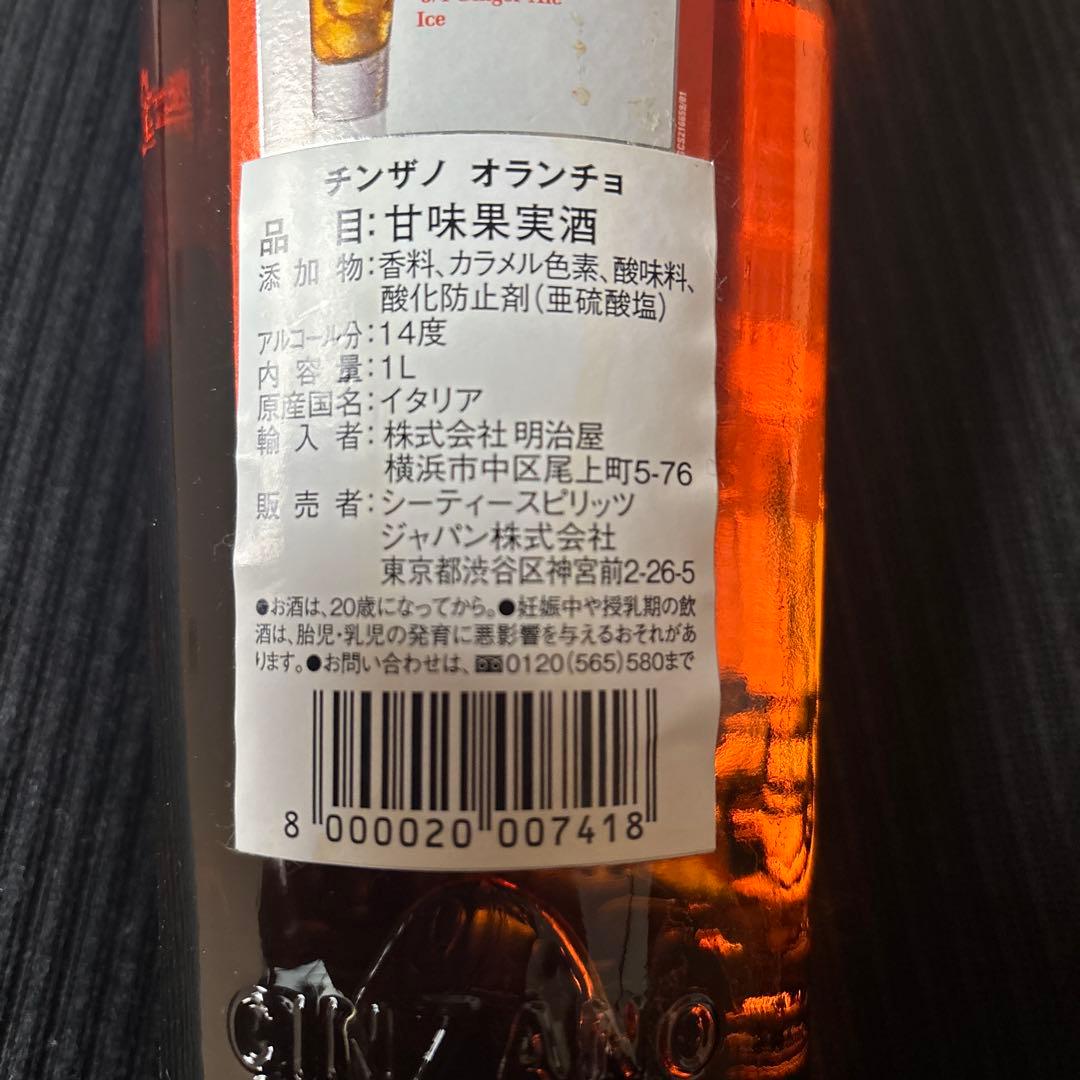 Ice
チンザノ オランチョ
品目:甘味果実酒
添加物:香料、カラメル色素、酸味料、
酸化防止剤(亜硫酸塩)
アルコール分:14度
内容量:1L
原産国名:イタリア
輸入者:株式会社 明治屋
横浜市中区尾上町5-76
販売者:シーティースピリッツ
ジャパン株式会社
東京都渋谷区神宮前2-26-5
●お酒は、20歳になってから。●妊娠中や授乳期の飲
酒は、胎児・乳児の発育に悪影響を与えるおそれがあ
ります。●お問い合わせは、0120(565)580まで
8 000020 007418
CINZANO